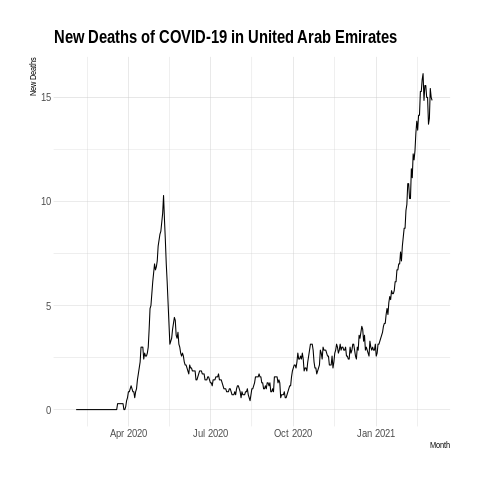 New Deaths of COVID-19 in United Arab Emirates
New Deaths
15
10
5
0
Apr 2020 Jul 2020 Oct 2020 Jan 2021
Month